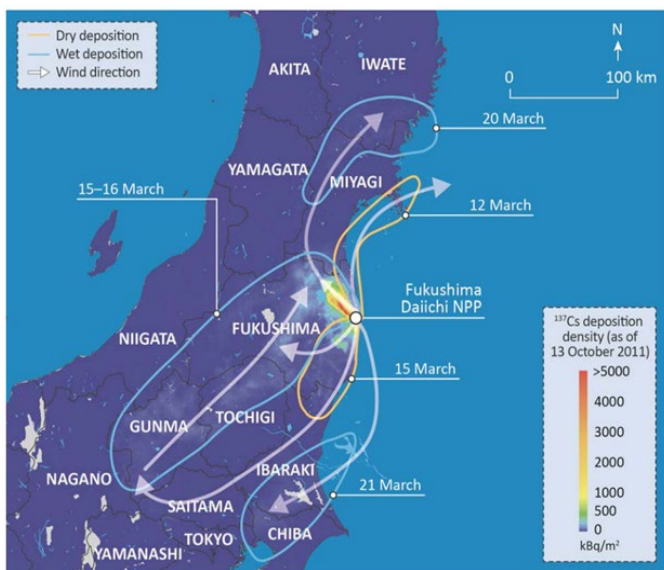 Dry deposition
Wet deposition
Wind direction
AKITA
IWATE
N
0
100 km
20 March
YAMAGATA
MIYAGI
15–16 March
12 March
Fukushima
Daiichi NPP
NIIGATA
FUKUSHIMA
¹³⁷Cs deposition
density (as of
13 October 2011)
>5000
4000
3000
2000
1000
500
0
kBq/m²
15 March
GUNMA
TOCHIGI
NAGANO
IBARAKI
SAITAMA
21 March
TOKYO
CHIBA
YAMANASHI